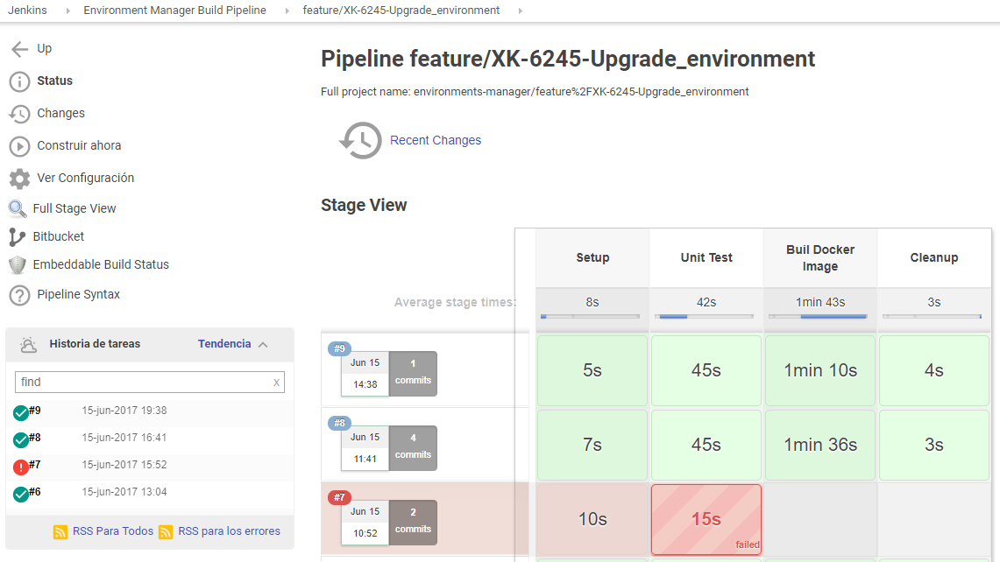 Jenkins Environment Manager Build Pipeline feature/XK-6245-Upgrade_environment
Up
Status
Changes
Construir ahora
Ver Configuración
Full Stage View
Bitbucket
Embeddable Build Status
Pipeline Syntax
Historia de tareas Tendencia
find x
#9 15-jun-2017 19:38
#8 15-jun-2017 16:41
#7 15-jun-2017 15:52
#6 15-jun-2017 13:04
RSS Para Todos RSS para los errores
Pipeline feature/XK-6245-Upgrade_environment
Full project name: environments-manager/feature%2FXK-6245-Upgrade_environment
Recent Changes
Stage View
Setup Unit Test Buil Docker Cleanup
Image
Average stage times: 8s 42s 1min 43s 3s
#9
Jun 15 1
14:38 commits
5s 45s 1min 10s 4s
#8
Jun 15 4
11:41 commits
7s 45s 1min 36s 3s
#7
Jun 15 2
10:52 commits
10s 15s
failed